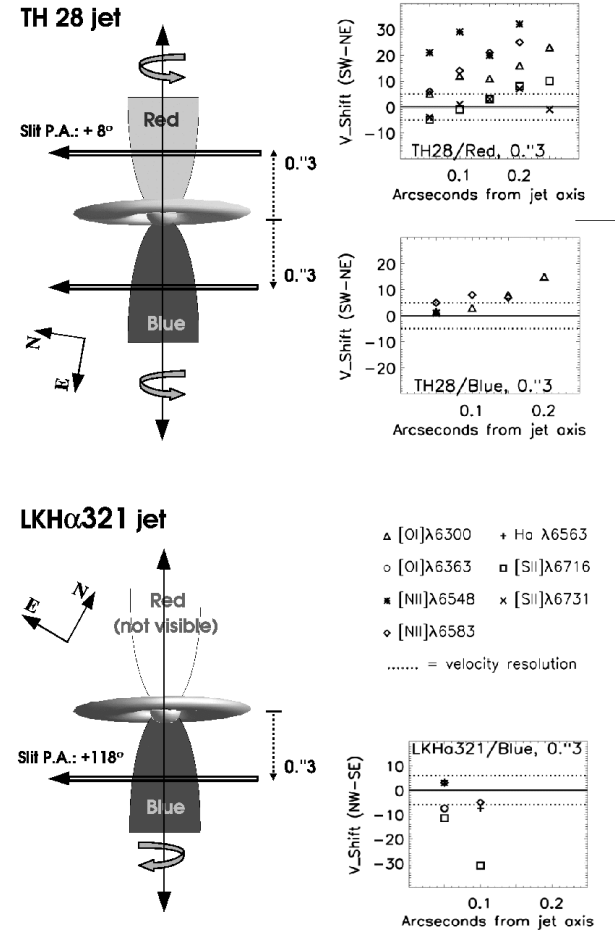 TH 28 jet
Red
Slit P.A.: + 8°
0."3
0."3
Blue
N
E
V_Shift (SW-NE)
30
20
10
0
-10
TH28/Red, 0."3
0.1 0.2
Arcseconds from jet axis
V_Shift (SW-NE)
20
10
0
-10
-20
TH28/Blue, 0."3
0.1 0.2
Arcseconds from jet axis
LKHα321 jet
E
N
Red
(not visible)
Slit P.A.: +118°
0."3
Blue
[OI]λ6300
Ha λ6563
[OI]λ6363
[SII]λ6716
[NII]λ6548
[SII]λ6731
[NII]λ6583
....... = velocity resolution
LKHα321/Blue, 0."3
V_Shift (NW-SE)
10
0
-10
-20
-30
0.1 0.2
Arcseconds from jet axis